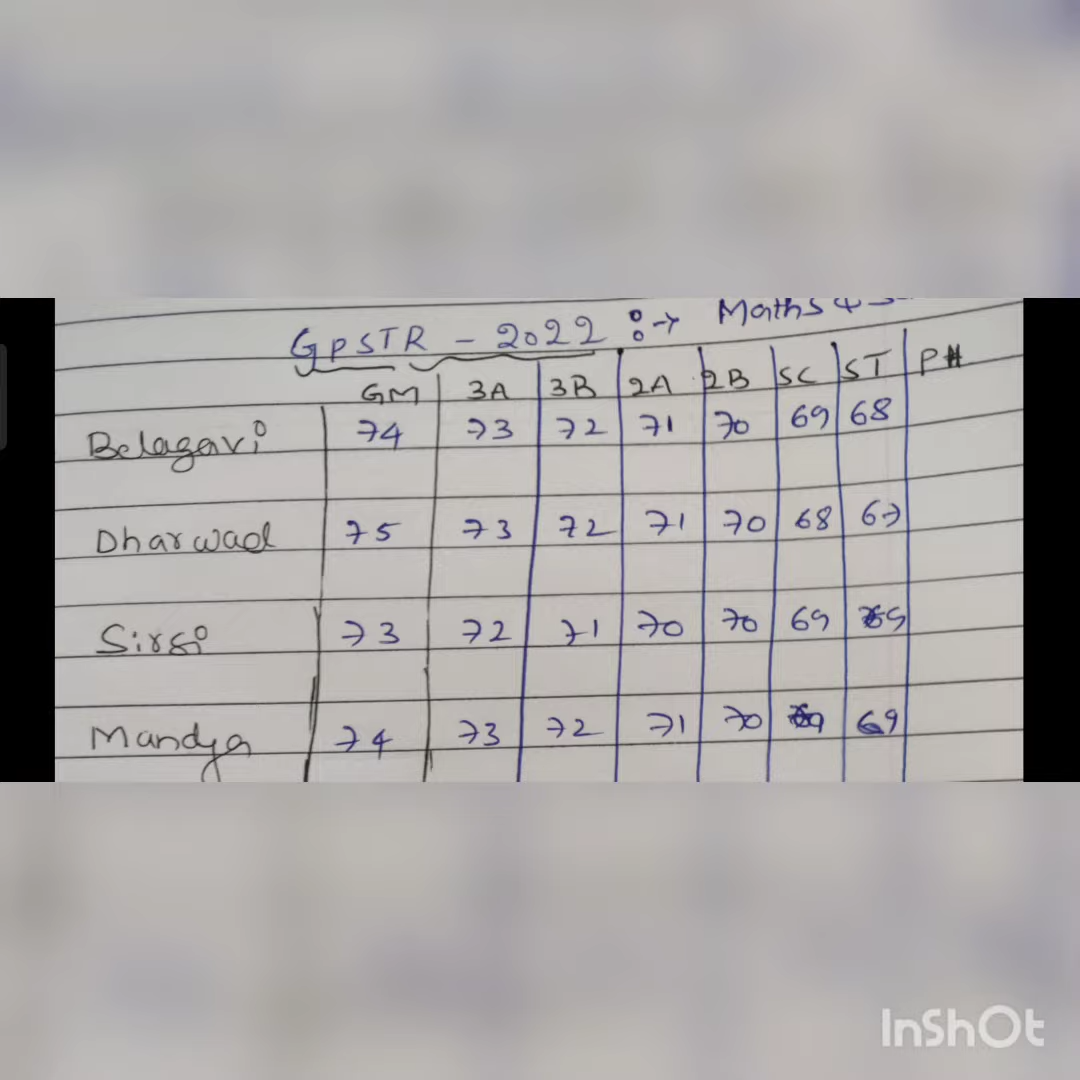 GPSTR - 2022 :→ Maths &
GM 3A 3B 2A 2B SC ST PH
Belagavi 74 73 72 71 70 69 68
Dharwad 75 73 72 71 70 68 67
Sirsi 73 72 71 70 70 69
Mandya 74 73 72 71 70 69
InShOt